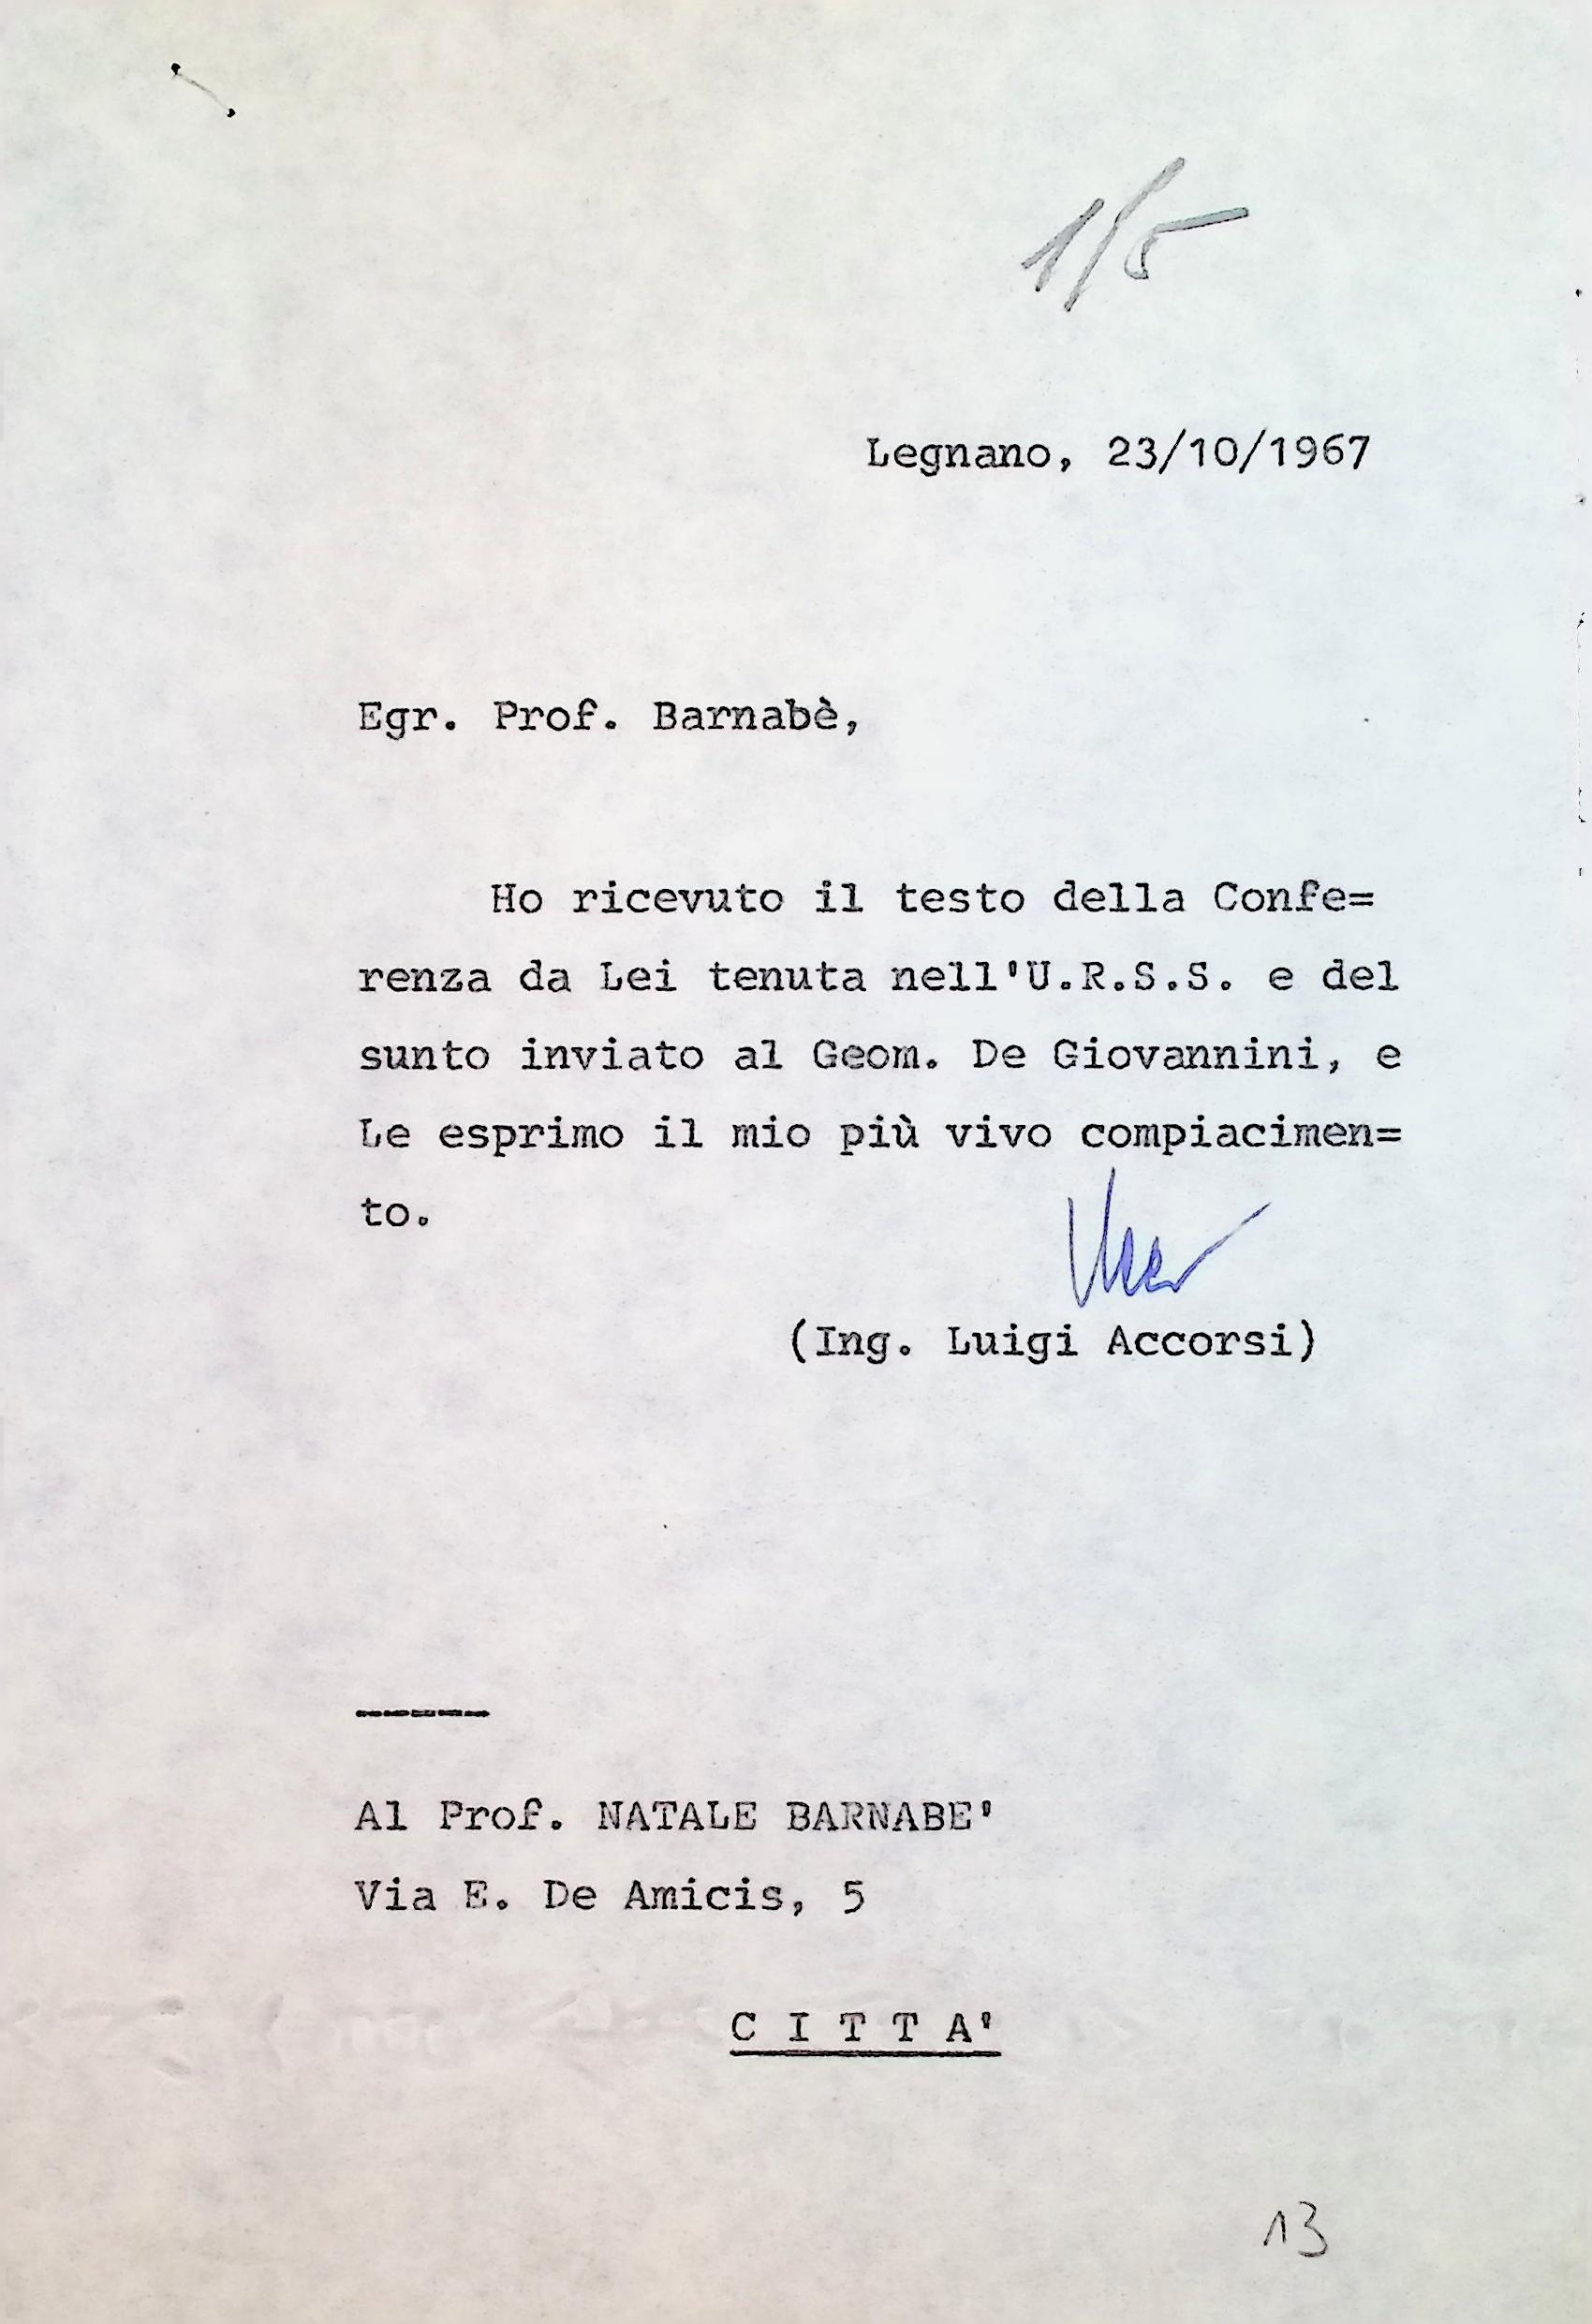 1/5
Legnano, 23/10/1967
Egr. Prof. Barnabè,
Ho ricevuto il testo della Confe=
renza da Lei tenuta nell'U.R.S.S. e del
sunto inviato al Geom. De Giovannini, e
Le esprimo il mio più vivo compiacimen=
to.
(Ing. Luigi Accorsi)
Al Prof. NATALE BARNABE'
Via E. De Amicis, 5
C I T T A'
13